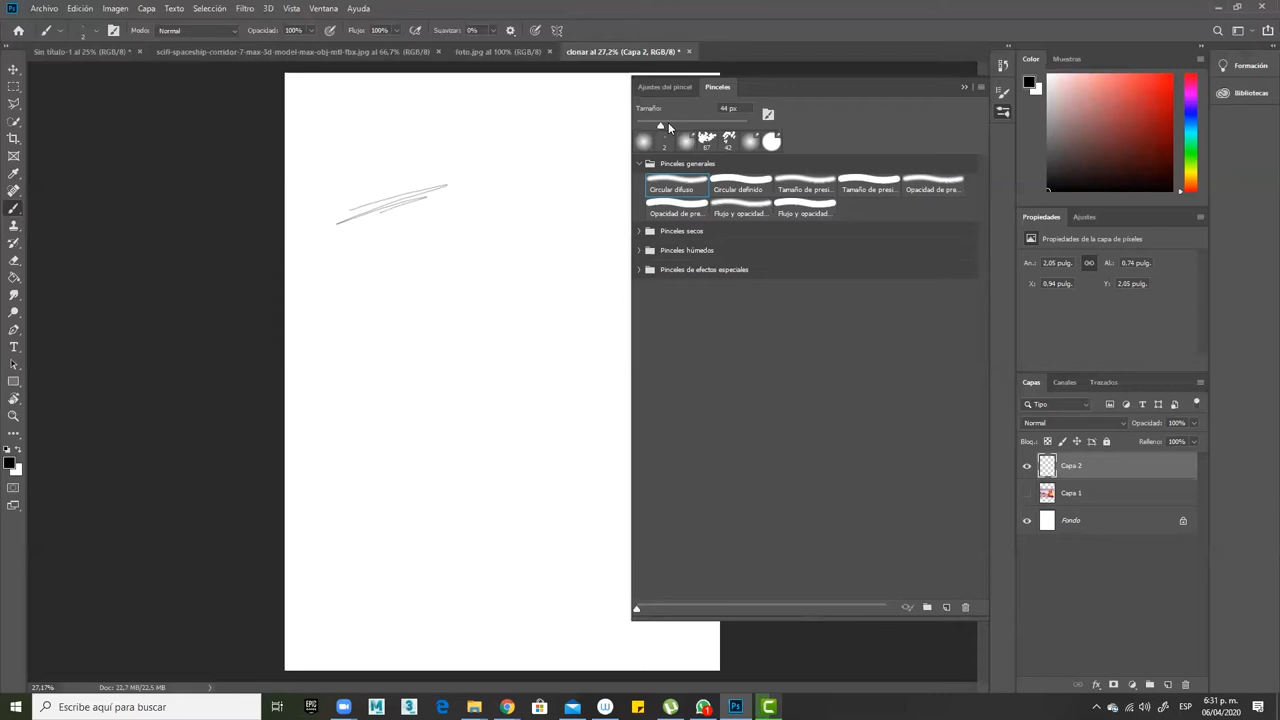 Ps Archivo Edición Imagen Capa Texto Selección Filtro 3D Vista Ventana Ayuda
2 Modo: Normal Opacidad: 100% Flujo: 100% Suavizar: 0%
Sin título-1 al 25% (RGB/8) * × scifi-spaceship-corridor-7-max-3d-model-max-obj-mtl-fbx.jpg al 66,7% (RGB/8) × foto.jpg al 100% (RGB/8) × clonar al 27,2% (Capa 2, RGB/8) * ×
Color Muestras
Formación
Bibliotecas
Ajustes del pincel Pinceles
Tamaño: 44 px
2 87 42
Pinceles generales
Circular difuso Circular definido Tamaño de presi... Tamaño de presi... Opacidad de pre...
Opacidad de pre... Flujo y opacidad... Flujo y opacidad...
Pinceles secos
Pinceles húmedos
Pinceles de efectos especiales
Propiedades Ajustes
Propiedades de la capa de píxeles
An.: 2,05 pulg. Al.: 0,74 pulg.
X: 0,94 pulg. Y: 2,05 pulg.
Capas Canales Trazados
Tipo
Normal Opacidad: 100%
Bloq.: Relleno: 100%
Capa 2
Capa 1
Fondo
27,17% Doc: 22,7 MB/22,5 MB
Escribe aquí para buscar
ESP
6:31 p. m.
06/04/2020